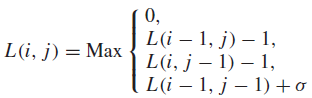 0,
L(i − 1, j) − 1,
L(i, j) = Max
L(i, j − 1) − 1,
L(i − 1, j − 1) + σ